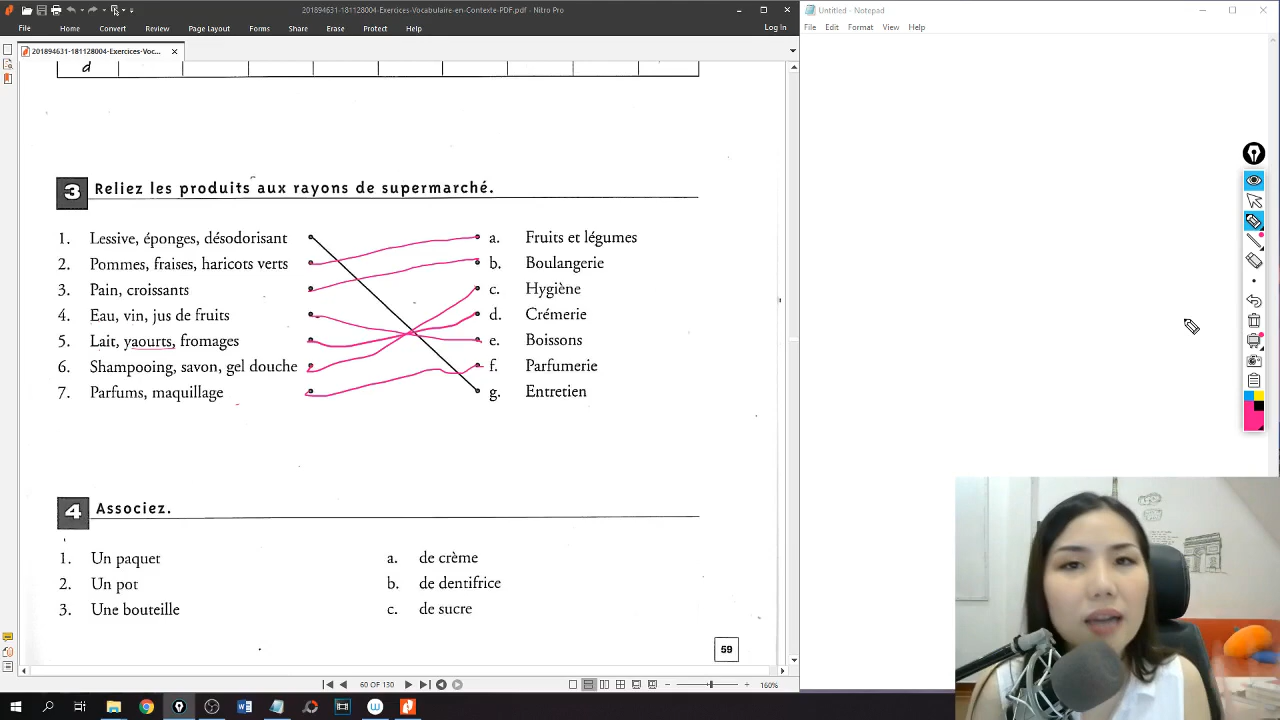 201894631-181128004-Exercices-Vocabulaire-en-Contexte-PDF.pdf - Nitro Pro
Untitled - Notepad
File Home Convert Review Page Layout Forms Share Erase Protect Help Log In
File Edit Format View Help
201894631-181128004-Exercices-Voc...
d
3 Reliez les produits aux rayons de supermarché.
1. Lessive, éponges, désodorisant a. Fruits et légumes
2. Pommes, fraises, haricots verts b. Boulangerie
3. Pain, croissants c. Hygiène
4. Eau, vin, jus de fruits d. Crémerie
5. Lait, yaourts, fromages e. Boissons
6. Shampooing, savon, gel douche f. Parfumerie
7. Parfums, maquillage g. Entretien
4 Associez.
1. Un paquet a. de crème
2. Un pot b. de dentifrice
3. Une bouteille c. de sucre
59
60 OF 130
160%